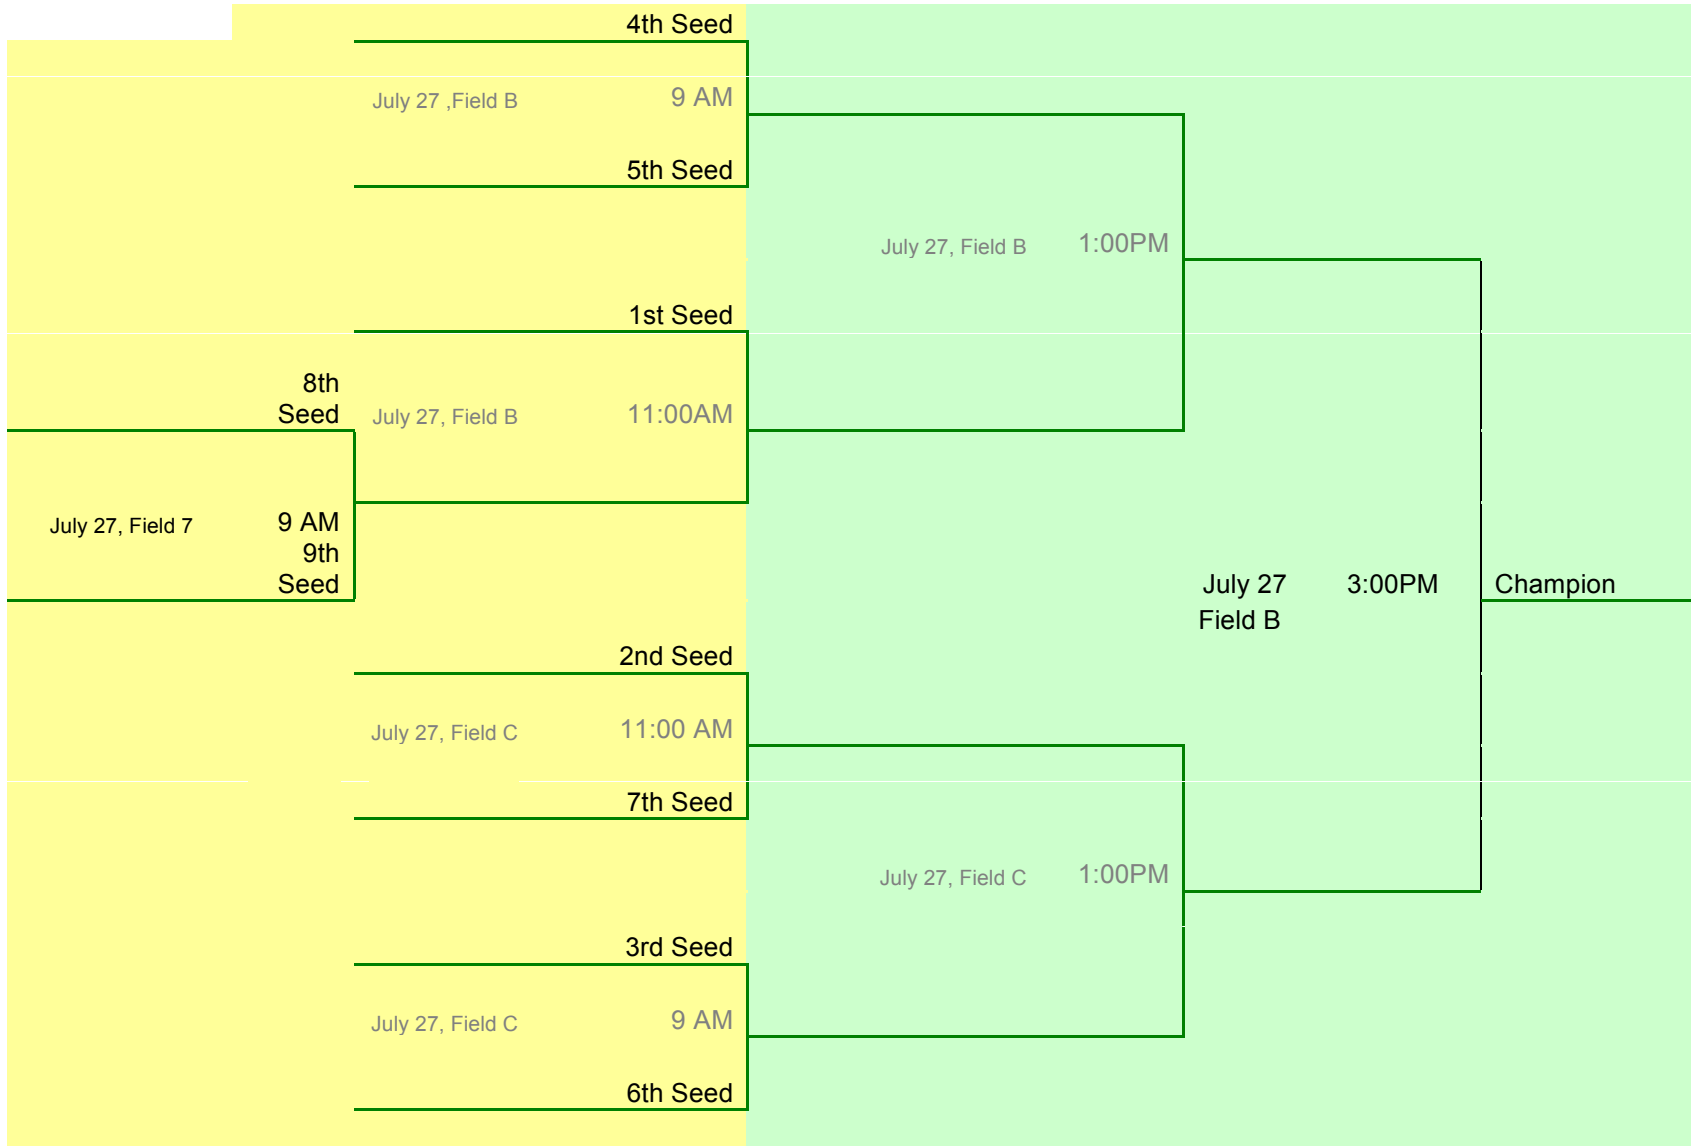 4th Seed
July 27 ,Field B 9 AM
5th Seed
July 27, Field B 1:00PM
1st Seed
8th
Seed
July 27, Field B 11:00AM
July 27, Field 7 9 AM
9th
Seed
July 27 3:00PM Champion
Field B
2nd Seed
July 27, Field C 11:00 AM
7th Seed
July 27, Field C 1:00PM
3rd Seed
July 27, Field C 9 AM
6th Seed